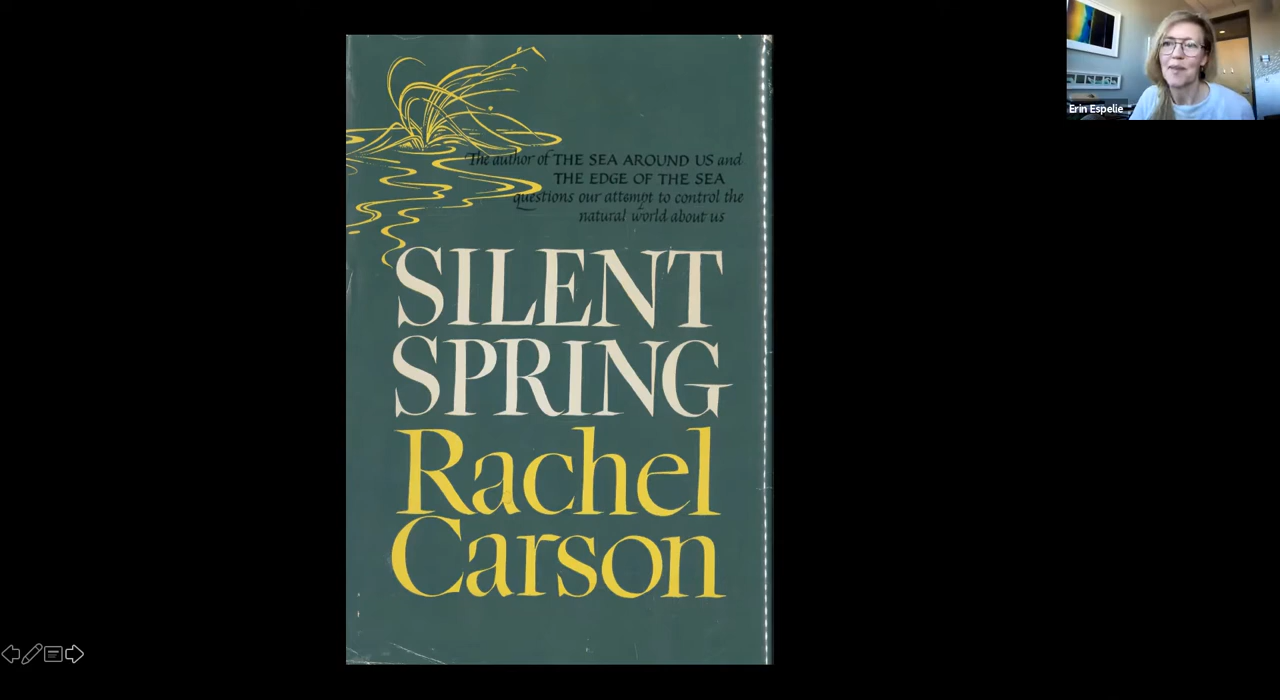 The author of THE SEA AROUND US and
THE EDGE OF THE SEA
questions our attempt to control the
natural world about us
SILENT
SPRING
Rachel
Carson
Erin Espelie